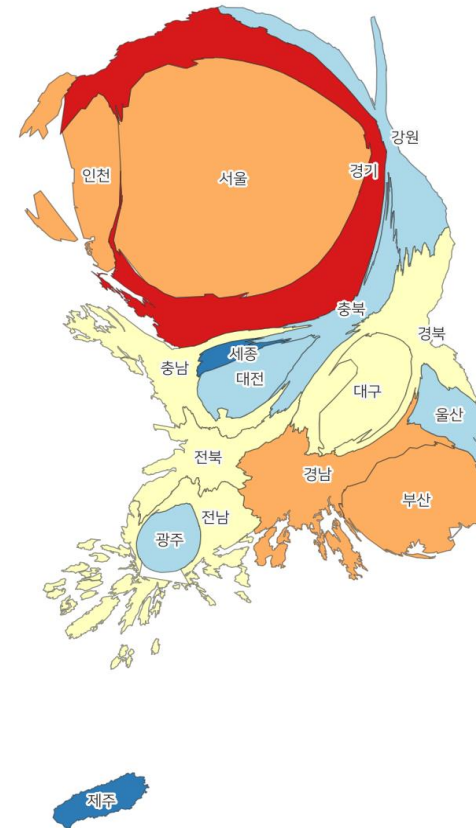 강원
인천
서울
경기
충북
경북
세종
충남
대전
대구
울산
전북
경남
부산
전남
광주
제주